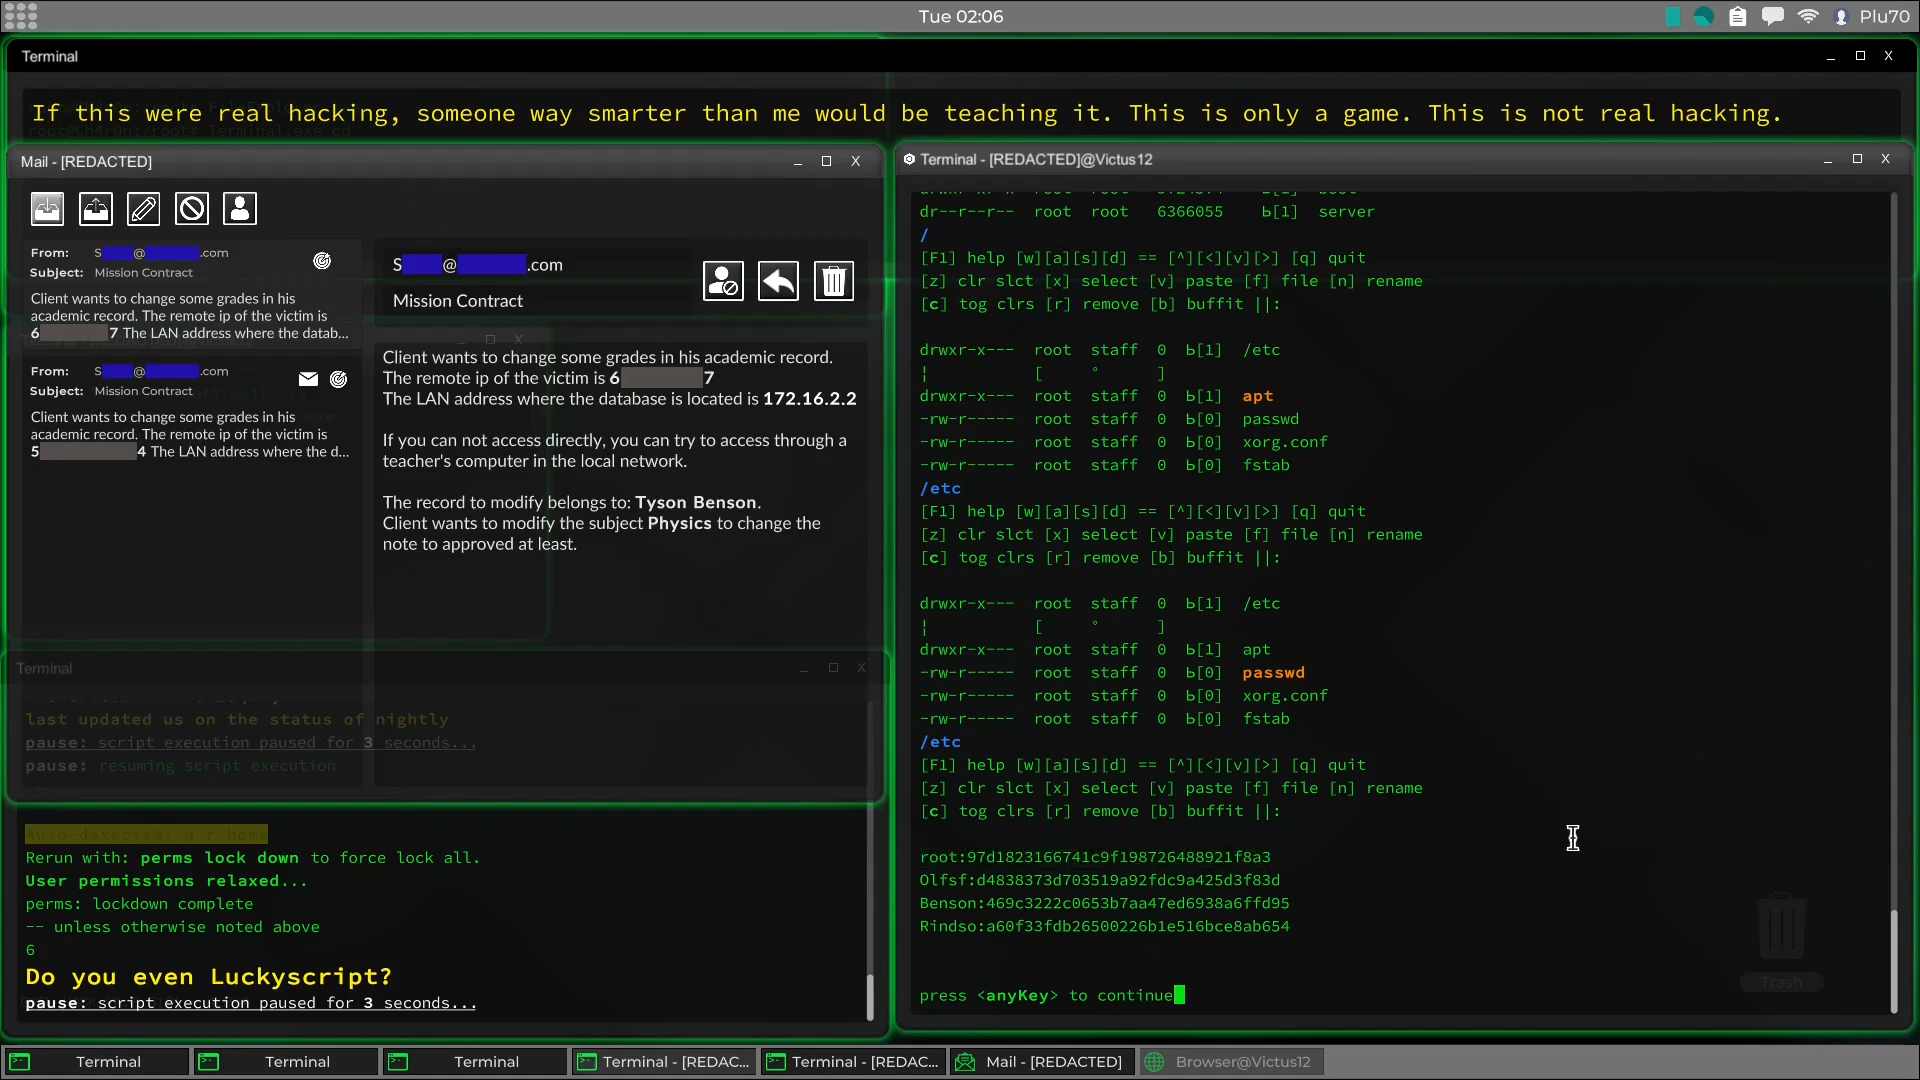 Tue 02:06
Plu70
Terminal
If this were real hacking, someone way smarter than me would be teaching it. This is only a game. This is not real hacking.
Mail - [REDACTED]
From: S @ .com
Subject: Mission Contract
Client wants to change some grades in his
academic record. The remote ip of the victim is
6 7 The LAN address where the datab...
From: S @ .com
Subject: Mission Contract
Client wants to change some grades in his
academic record. The remote ip of the victim is
5 4 The LAN address where the d...
S @ .com
Mission Contract
Client wants to change some grades in his academic record.
The remote ip of the victim is 6 7
The LAN address where the database is located is 172.16.2.2
If you can not access directly, you can try to access through a
teacher's computer in the local network.
The record to modify belongs to: Tyson Benson.
Client wants to modify the subject Physics to change the
note to approved at least.
Terminal
last updated us on the status of nightly
pause: script execution paused for 3 seconds...
pause: resuming script execution
Auto-detected: u r home
Rerun with: perms lock down to force lock all.
User permissions relaxed...
perms: lockdown complete
-- unless otherwise noted above
6
Do you even Luckyscript?
pause: script execution paused for 3 seconds...
Terminal - [REDACTED]@Victus12
dr--r--r-- root root 6366055 ь[1] server
/
[F1] help [w][a][s][d] == [^][<][v][>] [q] quit
[z] clr slct [x] select [v] paste [f] file [n] rename
[c] tog clrs [r] remove [b] buffit ||:
drwxr-x--- root staff 0 ь[1] /etc
¦ [ ° ]
drwxr-x--- root staff 0 ь[1] apt
-rw-r----- root staff 0 ь[0] passwd
-rw-r----- root staff 0 ь[0] xorg.conf
-rw-r----- root staff 0 ь[0] fstab
/etc
[F1] help [w][a][s][d] == [^][<][v][>] [q] quit
[z] clr slct [x] select [v] paste [f] file [n] rename
[c] tog clrs [r] remove [b] buffit ||:
drwxr-x--- root staff 0 ь[1] /etc
¦ [ ° ]
drwxr-x--- root staff 0 ь[1] apt
-rw-r----- root staff 0 ь[0] passwd
-rw-r----- root staff 0 ь[0] xorg.conf
-rw-r----- root staff 0 ь[0] fstab
/etc
[F1] help [w][a][s][d] == [^][<][v][>] [q] quit
[z] clr slct [x] select [v] paste [f] file [n] rename
[c] tog clrs [r] remove [b] buffit ||:
root:97d1823166741c9f198726488921f8a3
Olfsf:d4838373d703519a92fdc9a425d3f83d
Benson:469c3222c0653b7aa47ed6938a6ffd95
Rindso:a60f33fdb26500226b1e516bce8ab654
press <anyKey> to continue
Trash
Terminal
Terminal
Terminal
Terminal - [REDAC...
Terminal - [REDAC...
Mail - [REDACTED]
Browser@Victus12